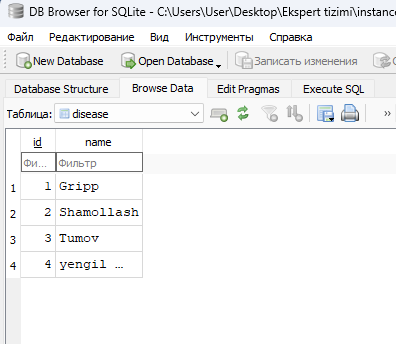 DB Browser for SQLite - C:\Users\User\Desktop\Ekspert tizimi\instance
Файл Редактирование Вид Инструменты Справка
New Database Open Database Записать изменения
Database Structure Browse Data Edit Pragmas Execute SQL
Таблица: disease »
id name
Фи... Фильтр
1 1 Gripp
2 2 Shamollash
3 3 Tumov
4 4 yengil …